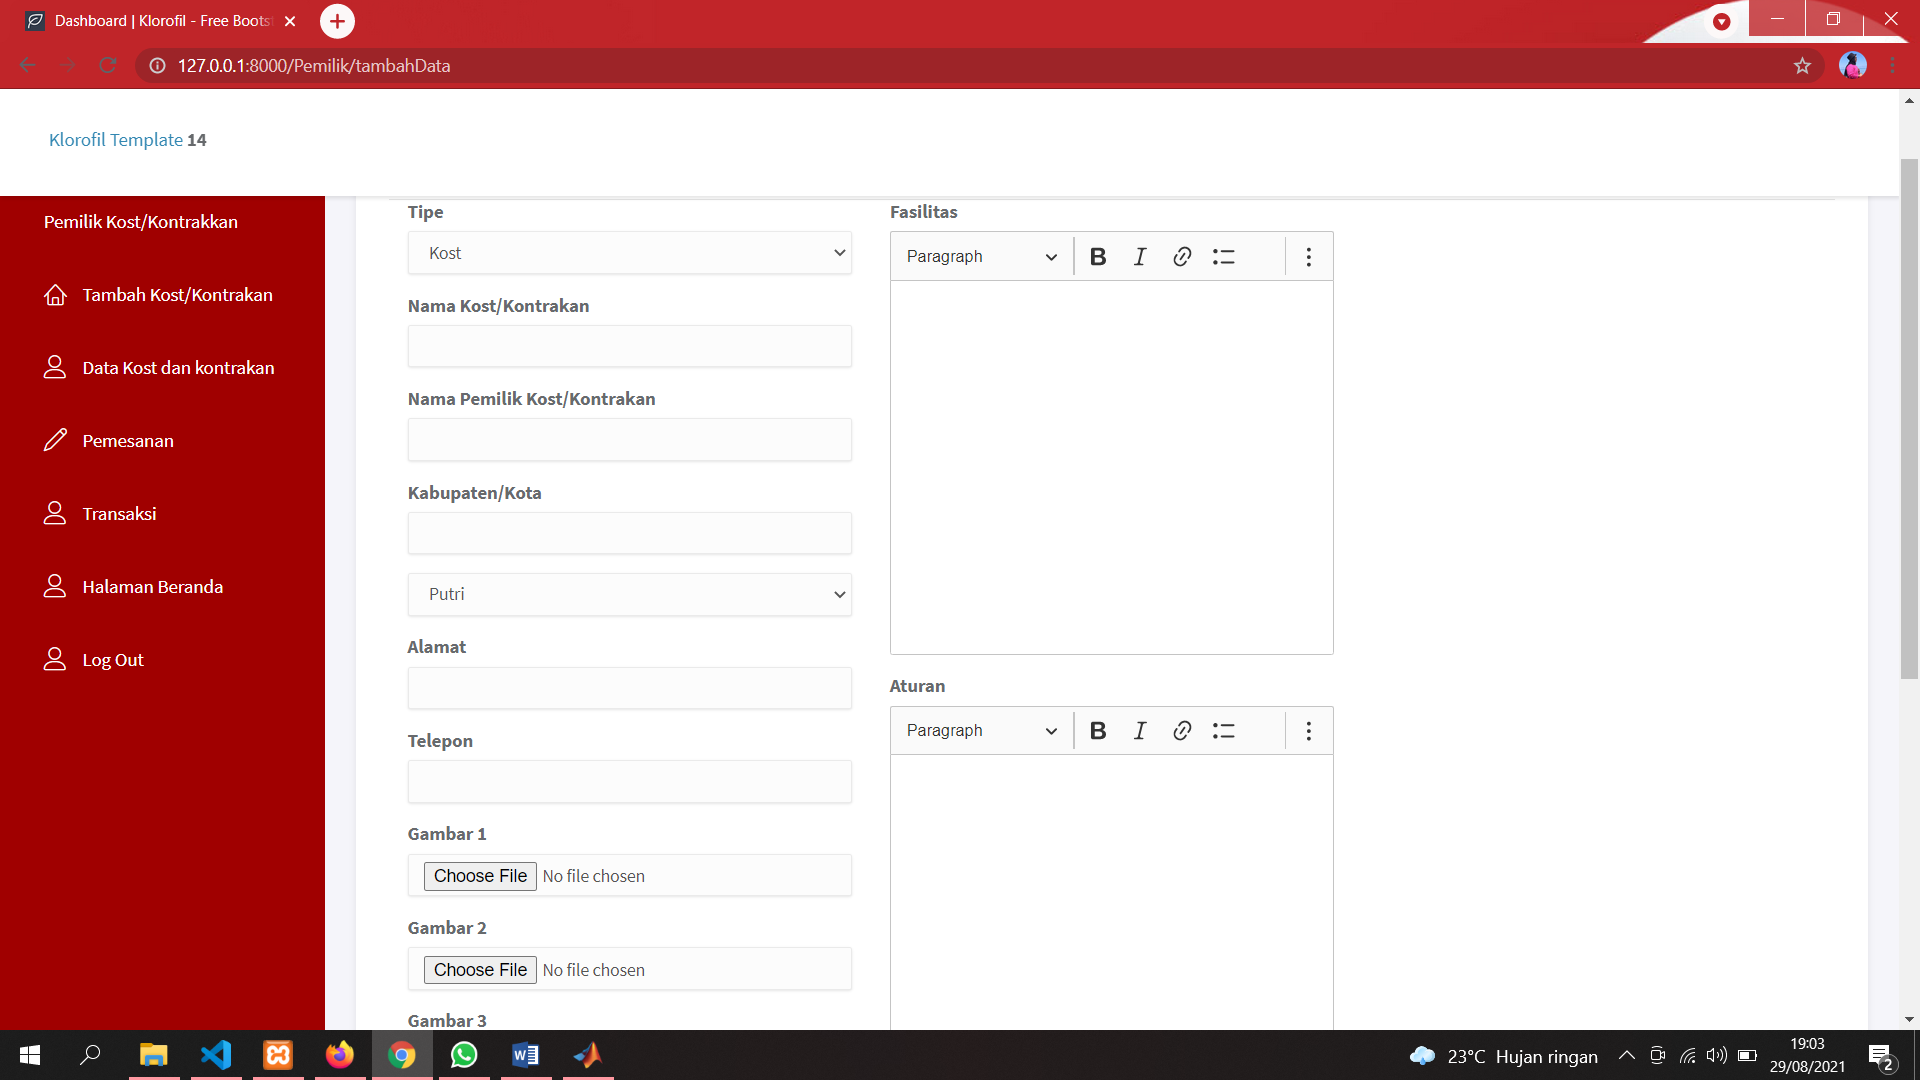 Dashboard | Klorofil - Free Boots
127.0.0.1:8000/Pemilik/tambahData
Klorofil Template 14
Pemilik Kost/Kontrakkan
Tambah Kost/Kontrakan
Data Kost dan kontrakan
Pemesanan
Transaksi
Halaman Beranda
Log Out
Tipe
Kost
Nama Kost/Kontrakan
Nama Pemilik Kost/Kontrakan
Kabupaten/Kota
Putri
Alamat
Telepon
Gambar 1
Choose File No file chosen
Gambar 2
Choose File No file chosen
Gambar 3
Fasilitas
Paragraph
Aturan
Paragraph
23°C Hujan ringan
19:03
29/08/2021
2